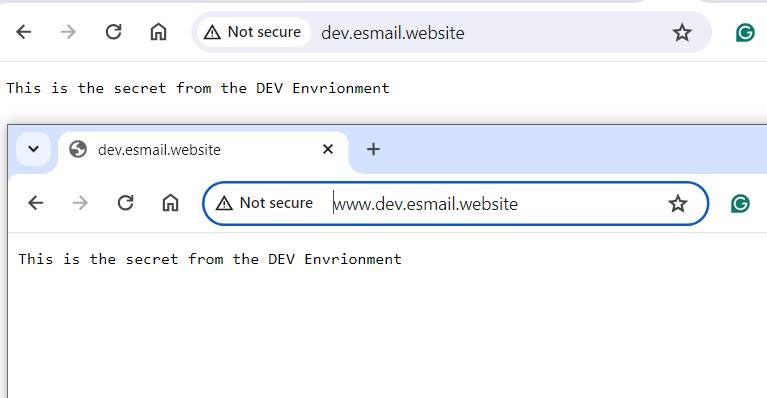 Not secure dev.esmail.website
This is the secret from the DEV Envrionment
dev.esmail.website
Not secure www.dev.esmail.website
This is the secret from the DEV Envrionment